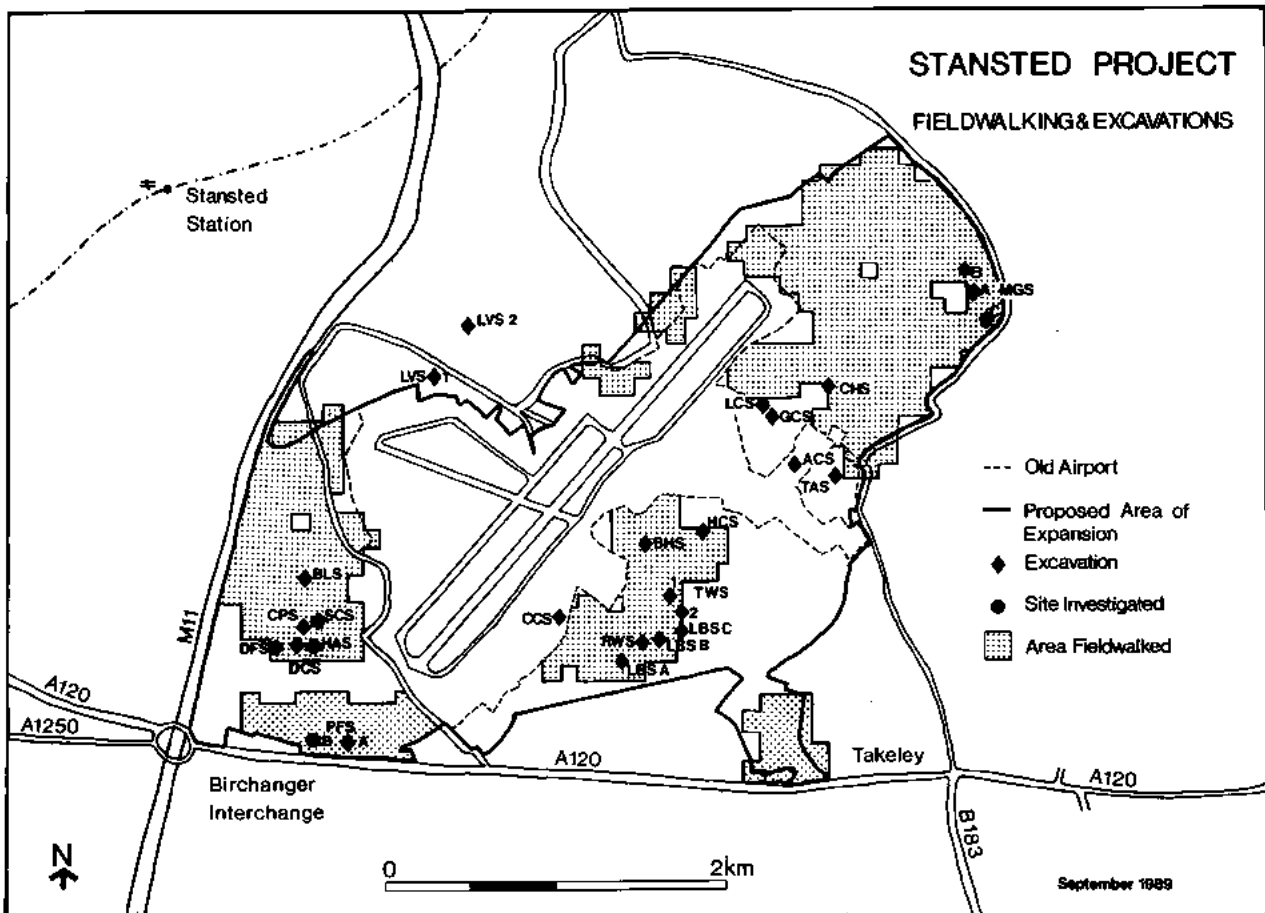 STANSTED PROJECT
FIELDWALKING & EXCAVATIONS
Stansted
Station
B
A MGS
LVS 2
LVS 1
CHS
LCS
GCS
ACS
TAS
Old Airport
Proposed Area of
Expansion
Excavation
Site Investigated
Area Fieldwalked
HCS
BHS
BLS
1
TWS
2
CPS
SCS
CCS
LBS C
RWS
LBS B
DFS
HAS
DCS
LBS A
M11
A120
A1250
PFS
B A
A120
Takeley
A120
Birchanger
Interchange
B183
N
0 2km
September 1989